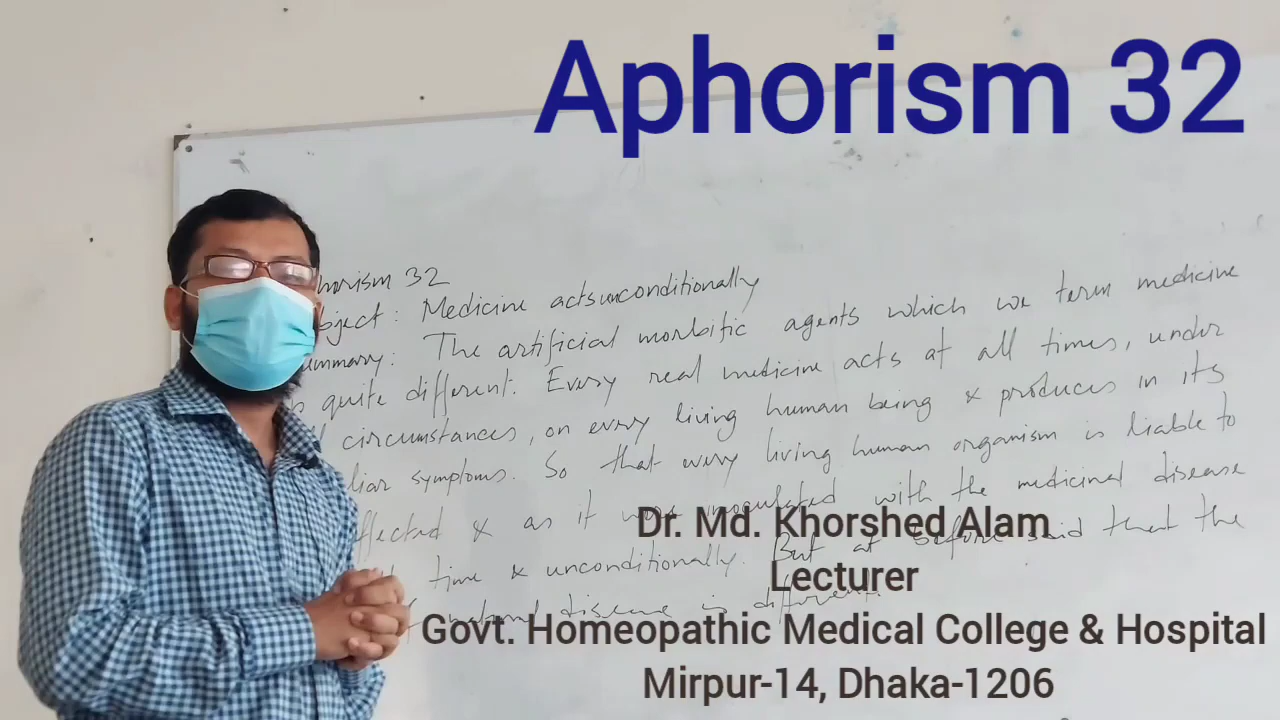 Aphorism 32
horism 32
bject : Medicine acts unconditionally
ummary : The artificial morbific agents which we term medicine
is quite different. Every real medicine acts at all times, under
circumstances, on every living human being & produces in its
liar symptoms. So that every living human organism is liable to
ffected & as it were inoculated with the medicinal disease
time & unconditionally. But at before said that the
natural disease is different.
Dr. Md. Khorshed Alam
Lecturer
Govt. Homeopathic Medical College & Hospital
Mirpur-14, Dhaka-1206